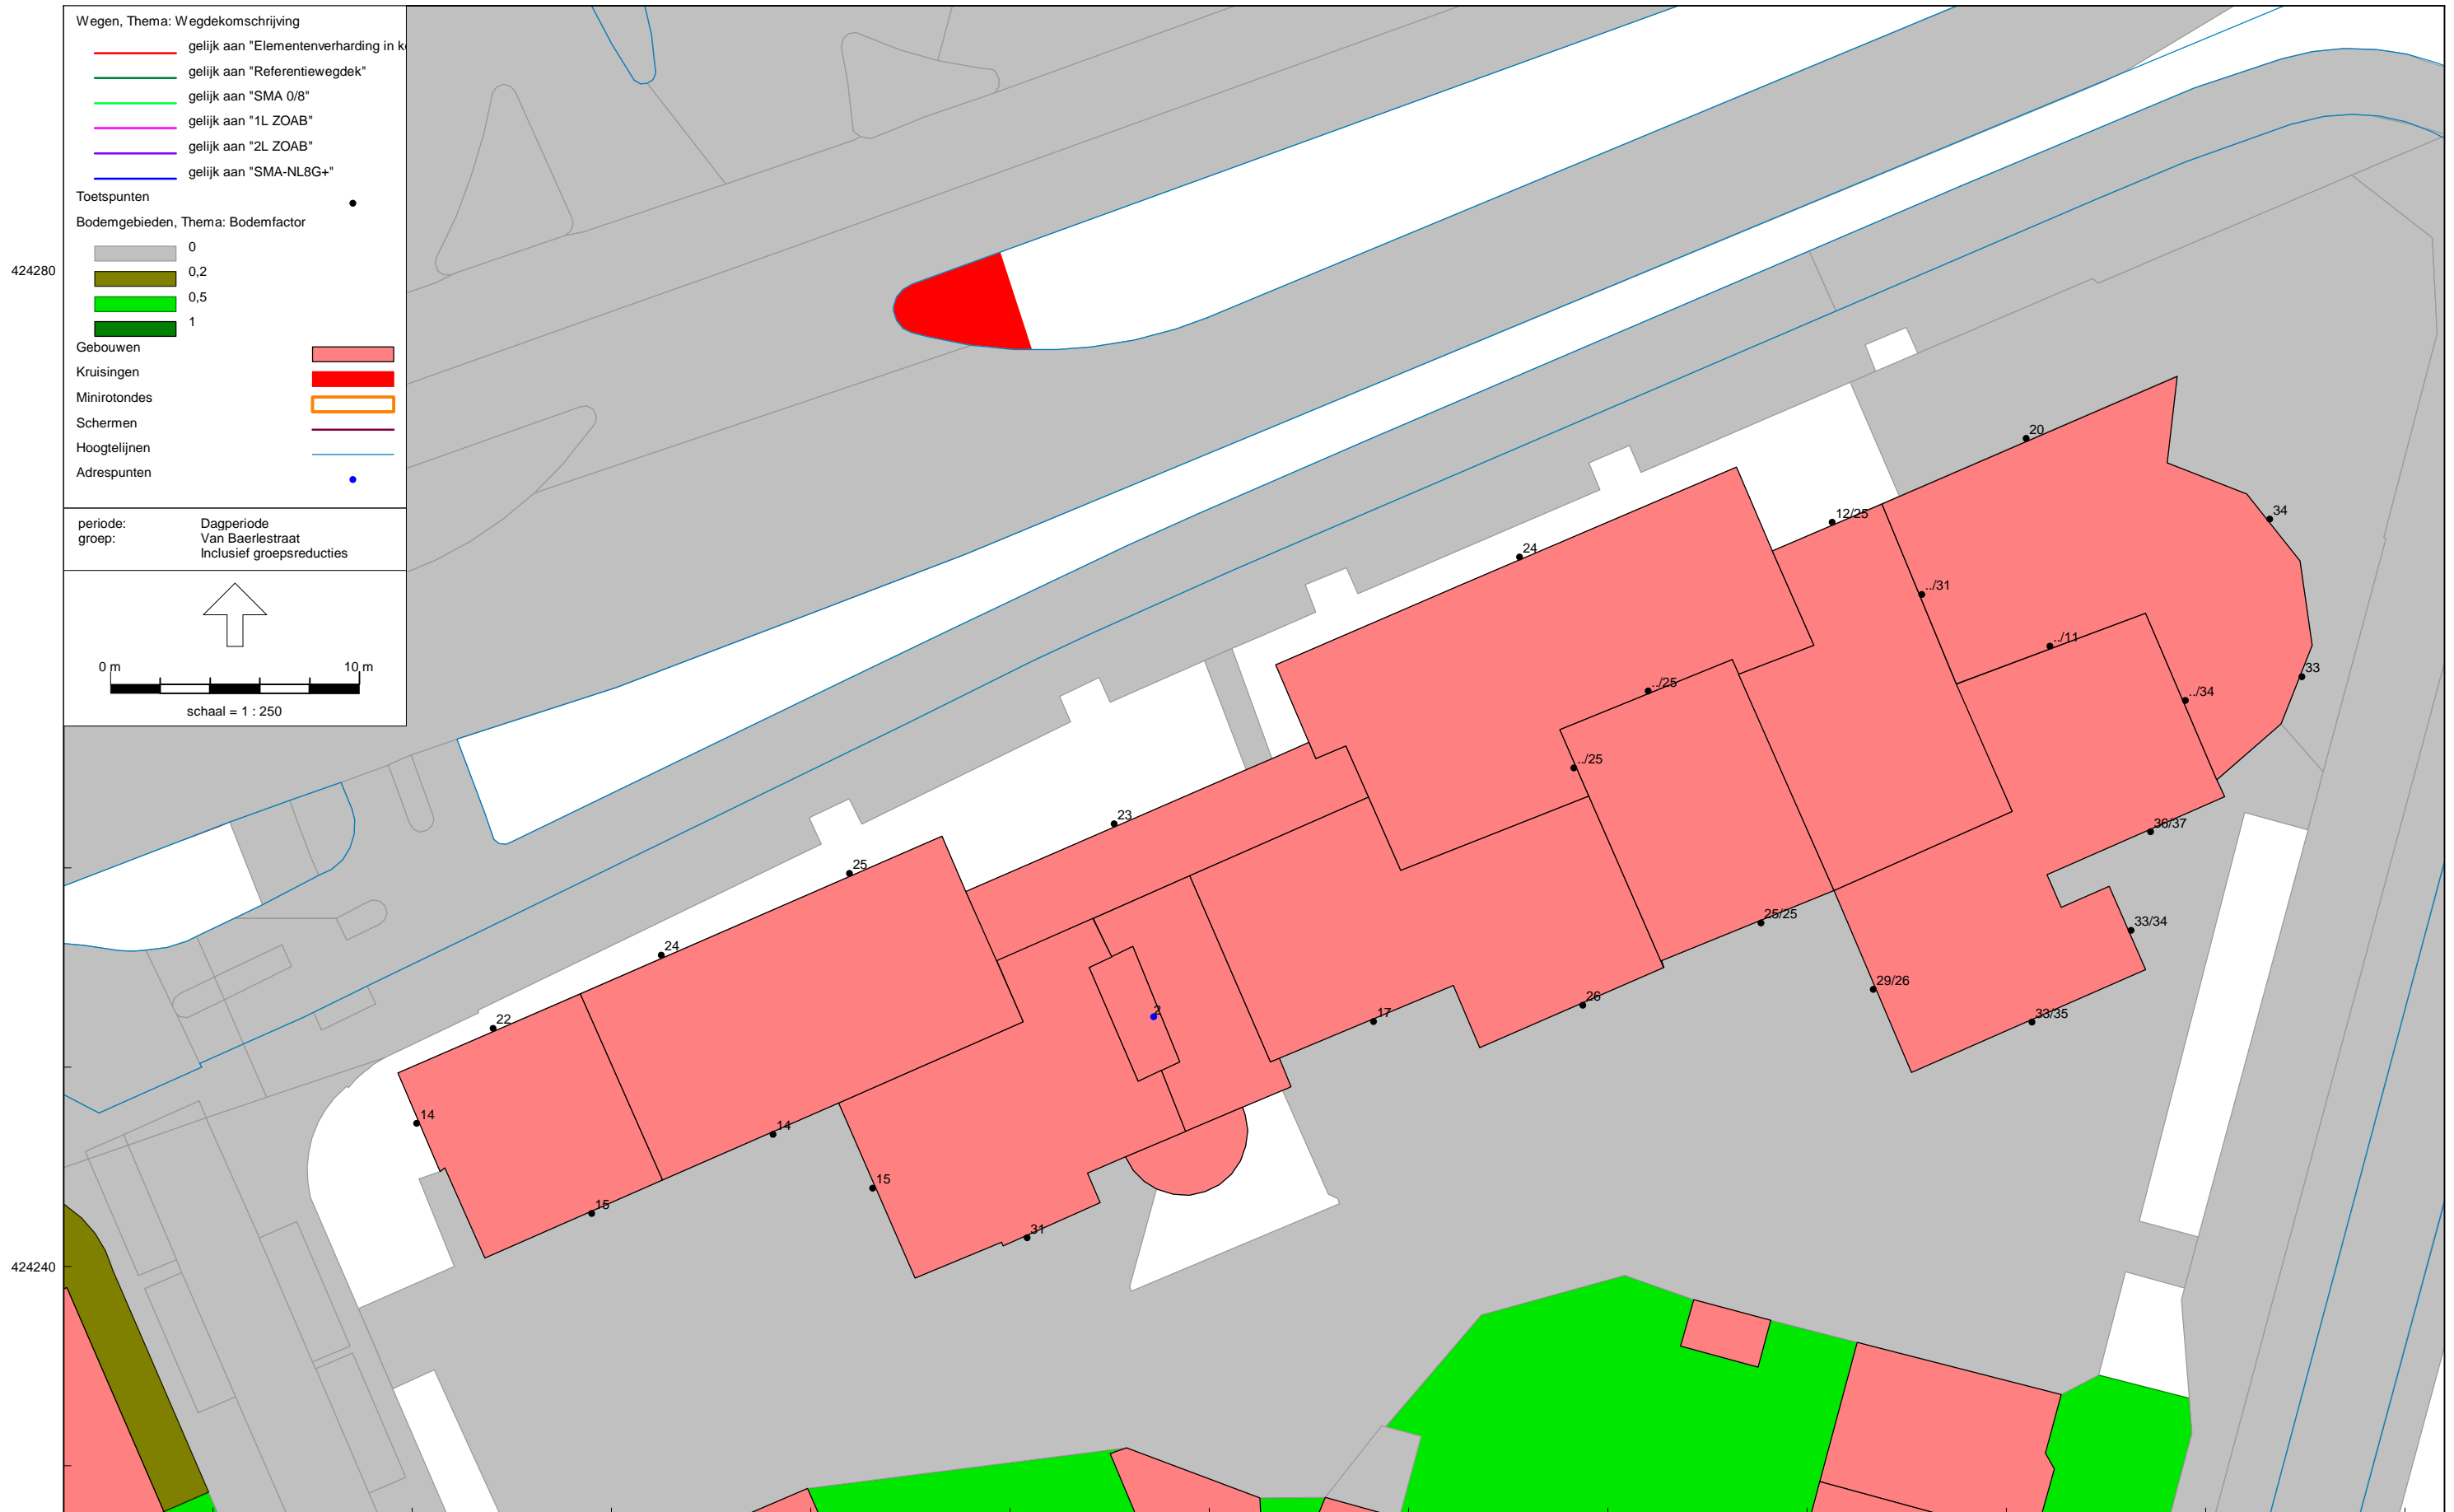 Wegen, Thema: Wegdekomschrijving
gelijk aan "Elementenverharding in k
gelijk aan "Referentiewegdek"
gelijk aan "SMA 0/8"
gelijk aan "1L ZOAB"
gelijk aan "2L ZOAB"
gelijk aan "SMA-NL8G+"
Toetspunten
Bodemgebieden, Thema: Bodemfactor
0
0,2
0,5
1
Gebouwen
Kruisingen
Minirotondes
Schermen
Hoogtelijnen
Adrespunten
periode: Dagperiode
groep: Van Baerlestraat
Inclusief groepsreducties
0 m 10 m
schaal = 1 : 250
424280
424240
20
34
12/25
24
../31
../11
33
../25
../34
../25
23
36/37
25
25/25
33/34
24
29/26
26
2
17
33/35
22
14
14
15
15
31